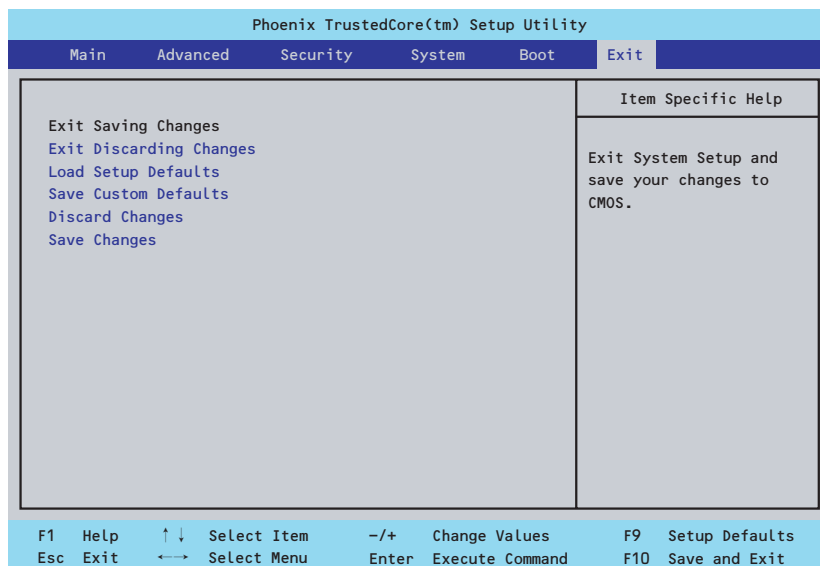 Phoenix TrustedCore(tm) Setup Utility
Main Advanced Security System Boot Exit
Item Specific Help
Exit Saving Changes
Exit Discarding Changes
Load Setup Defaults
Save Custom Defaults
Discard Changes
Save Changes
Exit System Setup and
save your changes to
CMOS.
F1 Help ↑↓ Select Item -/+ Change Values F9 Setup Defaults
Esc Exit ←→ Select Menu Enter Execute Command F10 Save and Exit